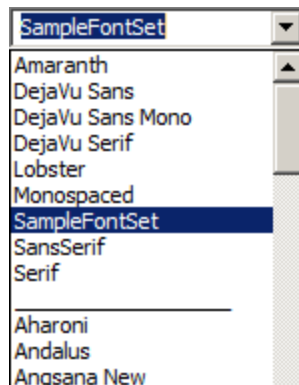 SampleFontSet
Amaranth
DejaVu Sans
DejaVu Sans Mono
DejaVu Serif
Lobster
Monospaced
SampleFontSet
SansSerif
Serif
Aharoni
Andalus
Angsana New